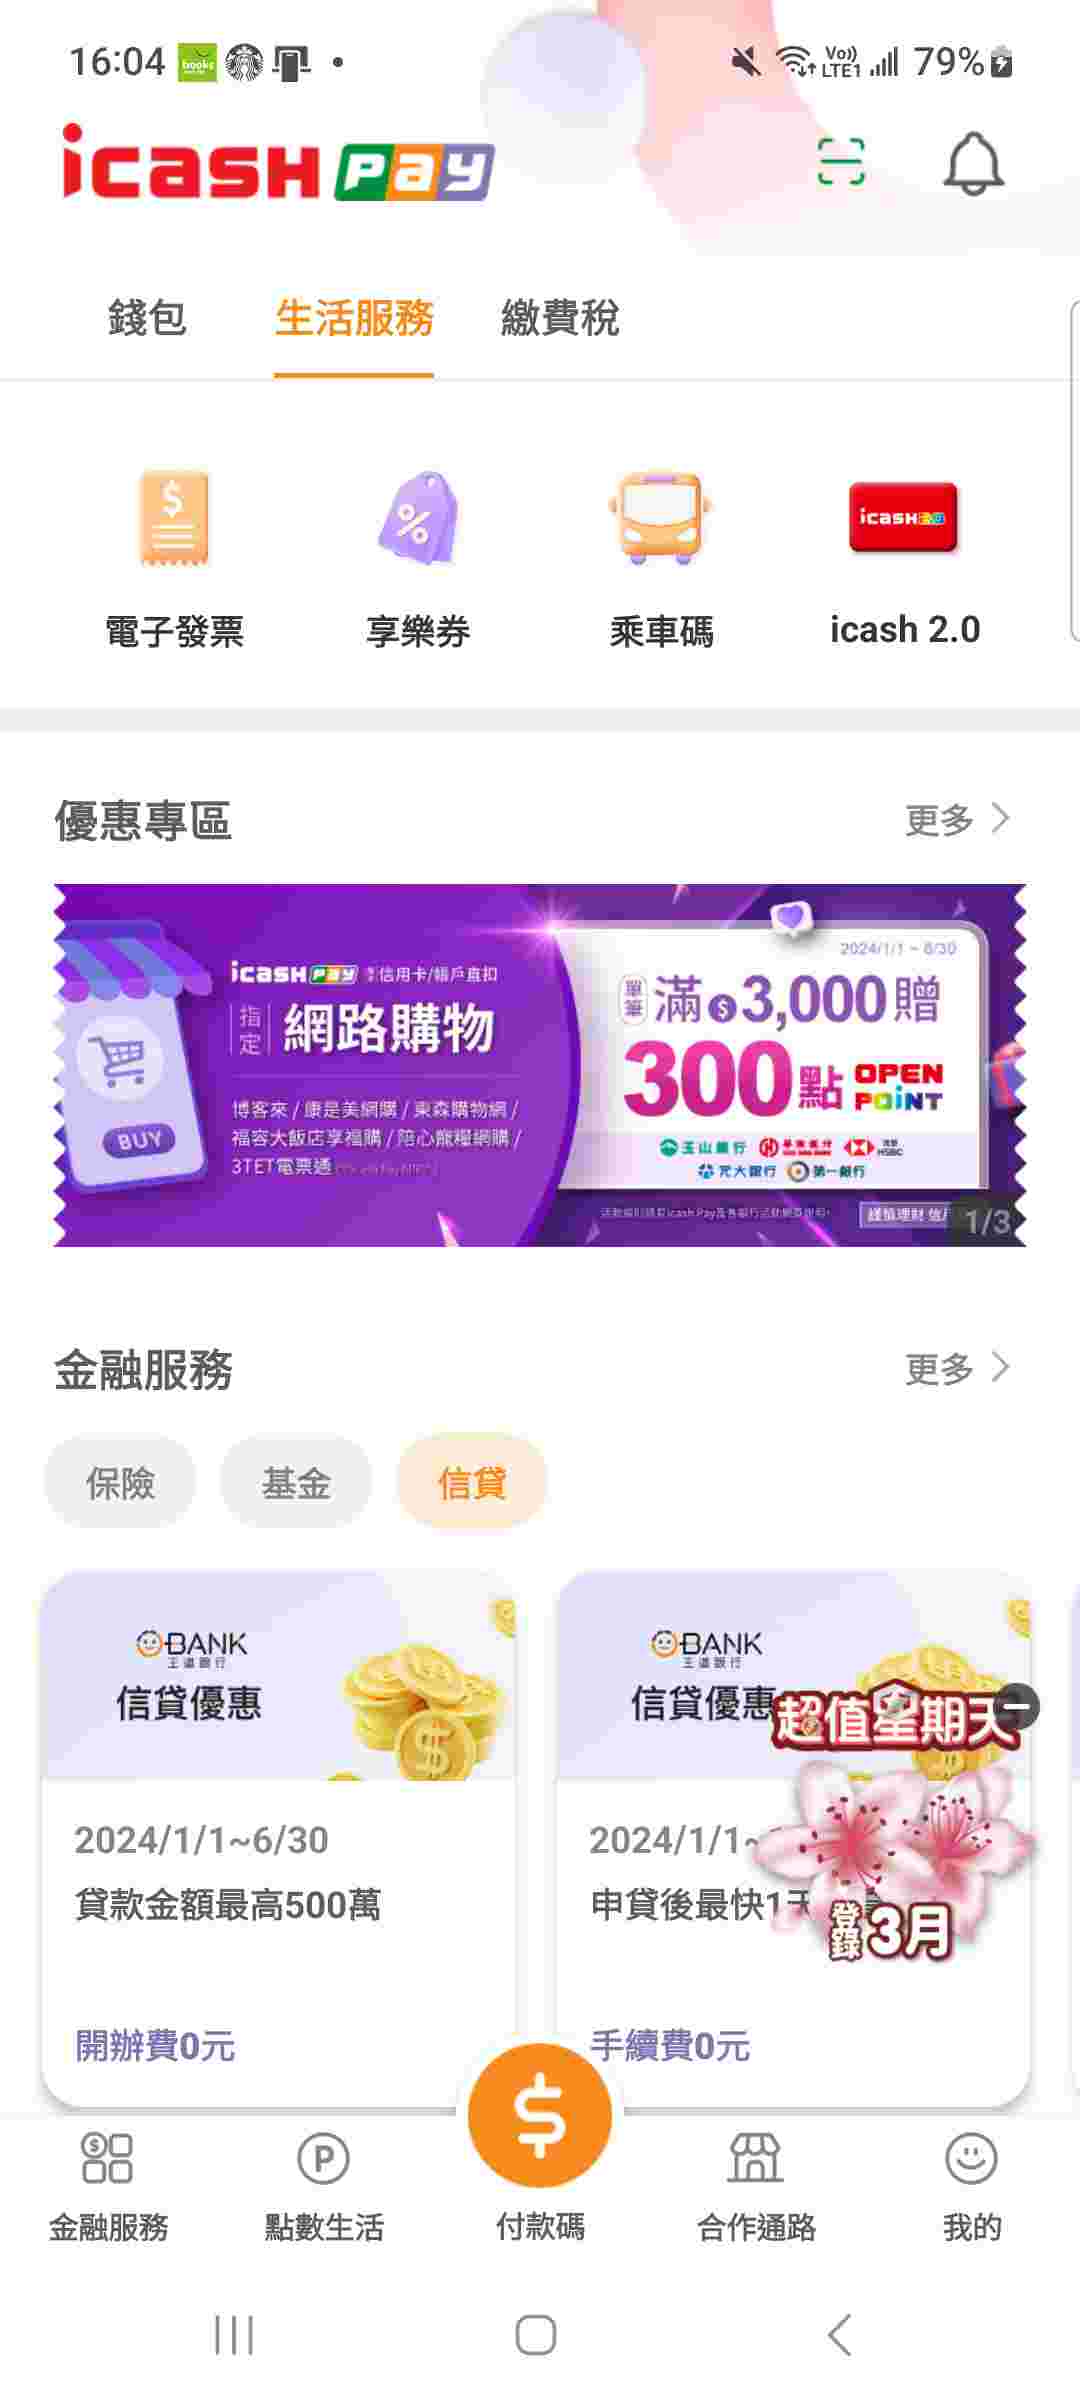 16:04
books
Vo))
LTE1
79%
icash Pay
錢包
生活服務
繳費稅
$
%
icash2.0
電子發票
享樂券
乘車碼
icash 2.0
優惠專區
更多
2024/1/1 ~ 6/30
icash Pay
信用卡/帳戶直扣
指定
網路購物
單筆
滿$3,000贈
300點
OPEN
POINT
博客來 / 康是美網購 / 東森購物網 /
福容大飯店享福購 / 陪心寵糧網購 /
3TET電票通
BUY
玉山銀行
HSBC
元大銀行
第一銀行
謹慎理財
1/3
金融服務
更多
保險
基金
信貸
BANK
王道銀行
信貸優惠
BANK
王道銀行
信貸優惠
超值星期天
2024/1/1~6/30
2024/1/1~
貸款金額最高500萬
申貸後最快1天
登錄3月
開辦費0元
手續費0元
$
P
金融服務
點數生活
付款碼
合作通路
我的